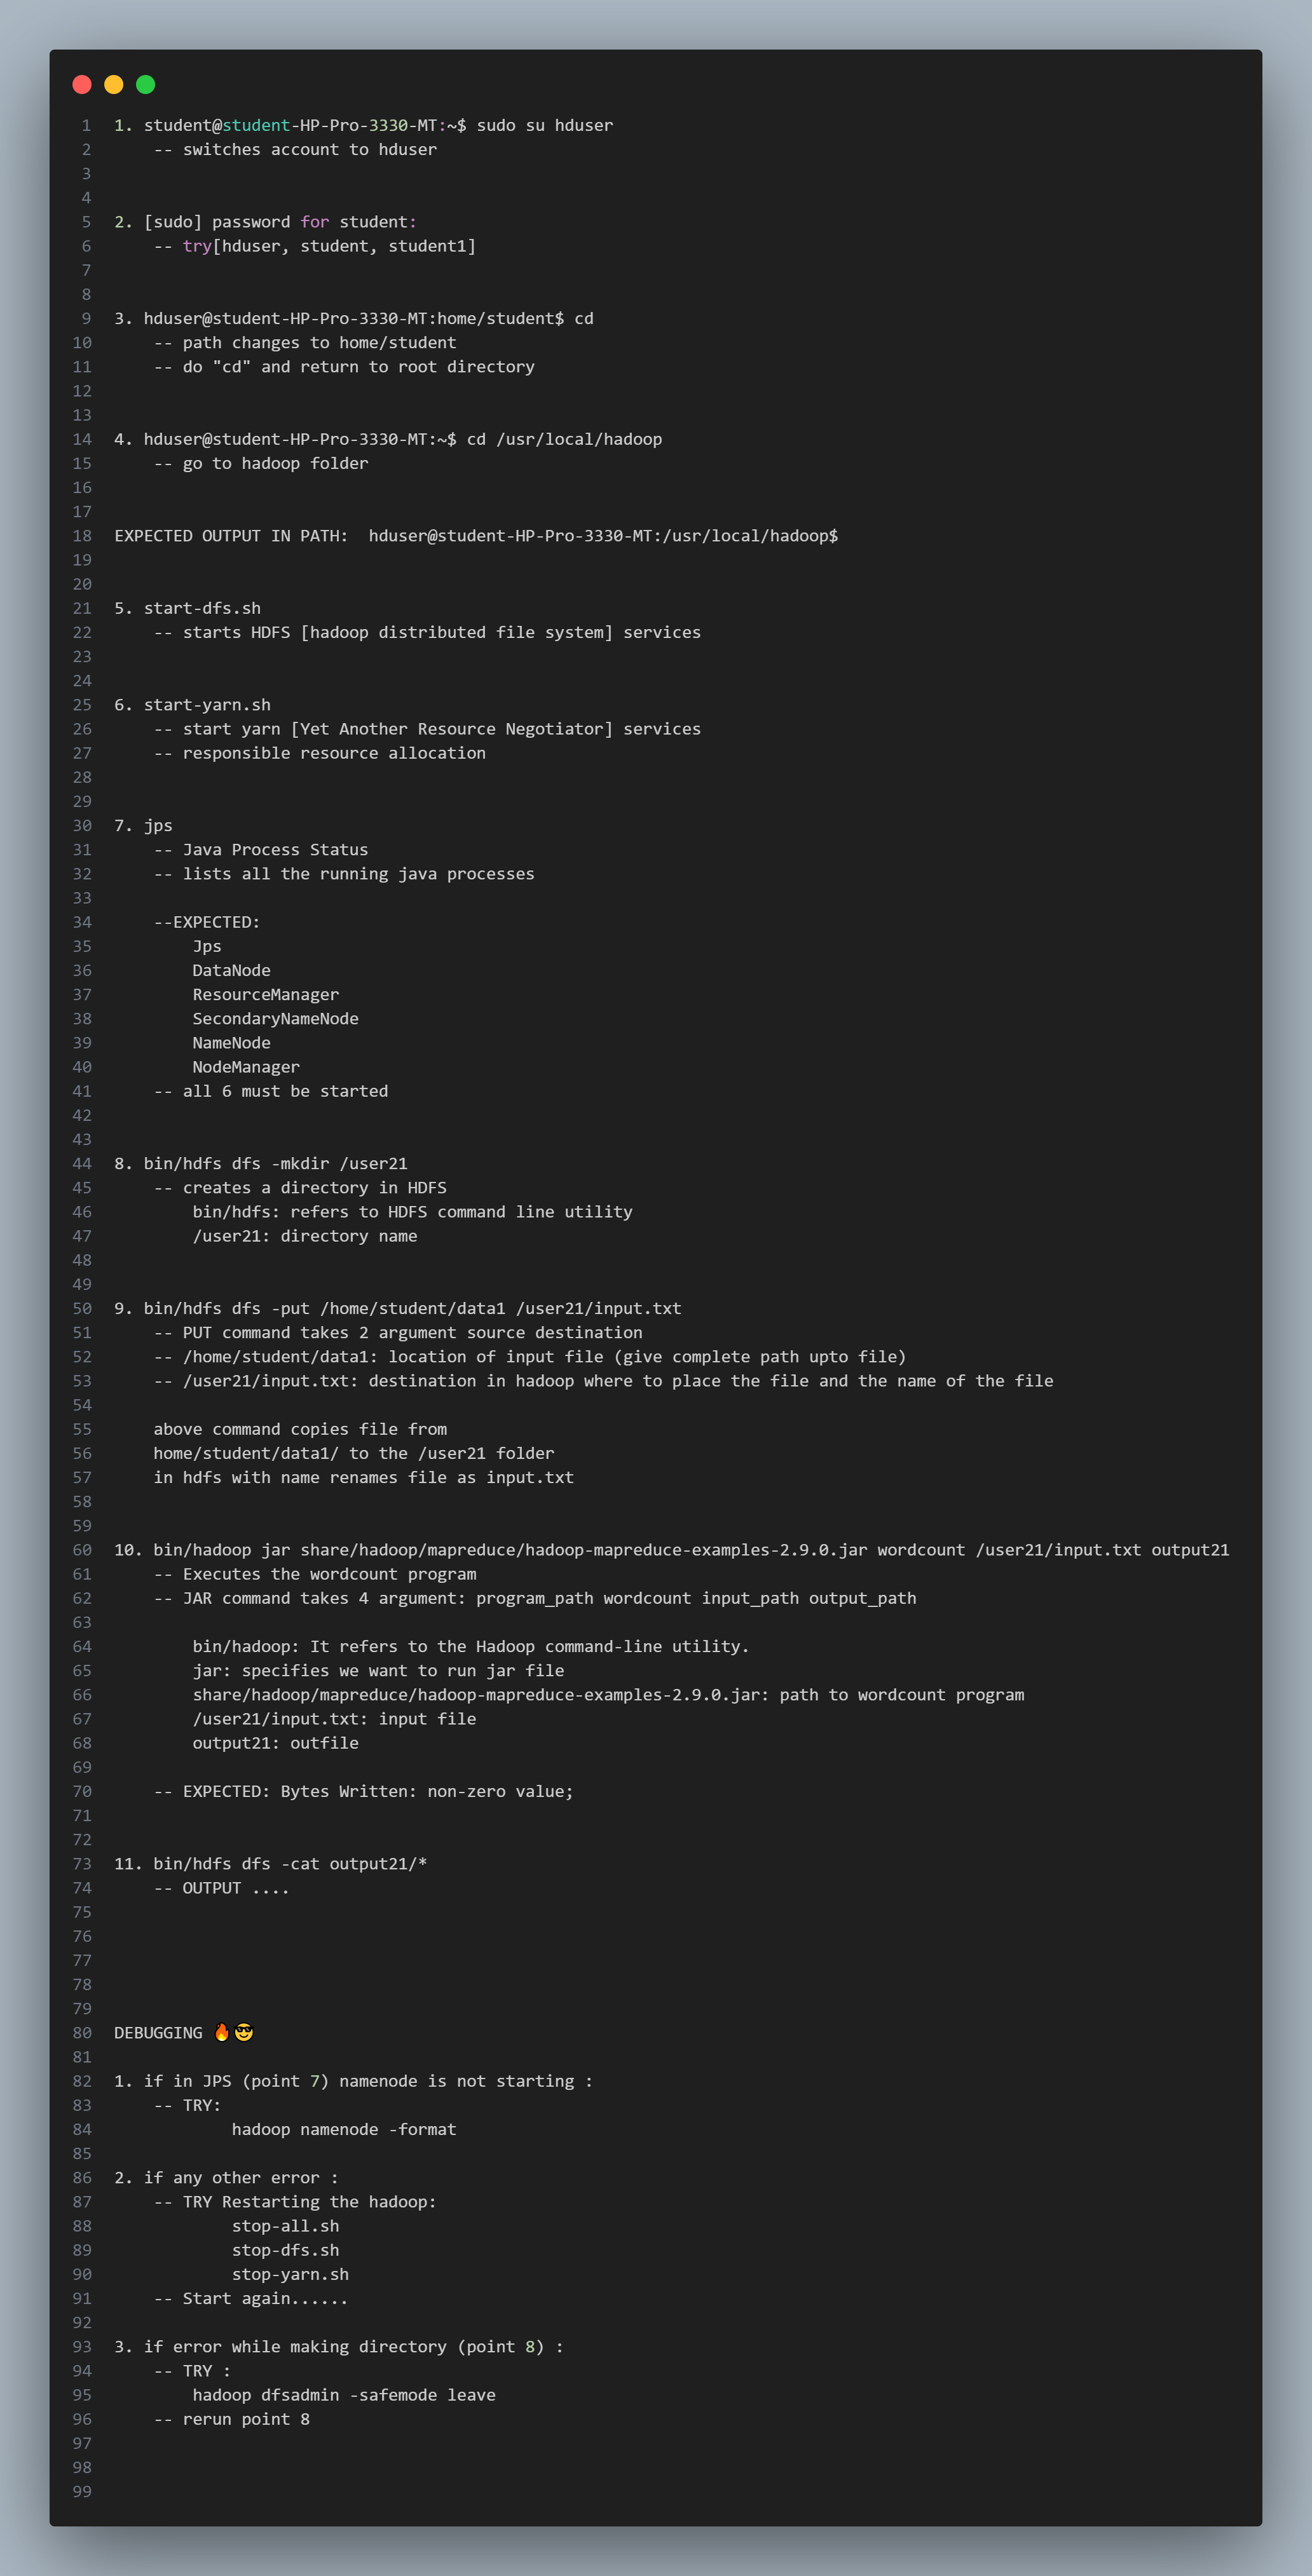 1 1. student@student-HP-Pro-3330-MT:~$ sudo su hduser
2 -- switches account to hduser
3
4
5 2. [sudo] password for student:
6 -- try[hduser, student, student1]
7
8
9 3. hduser@student-HP-Pro-3330-MT:home/student$ cd
10 -- path changes to home/student
11 -- do "cd" and return to root directory
12
13
14 4. hduser@student-HP-Pro-3330-MT:~$ cd /usr/local/hadoop
15 -- go to hadoop folder
16
17
18 EXPECTED OUTPUT IN PATH:  hduser@student-HP-Pro-3330-MT:/usr/local/hadoop$
19
20
21 5. start-dfs.sh
22 -- starts HDFS [hadoop distributed file system] services
23
24
25 6. start-yarn.sh
26 -- start yarn [Yet Another Resource Negotiator] services
27 -- responsible resource allocation
28
29
30 7. jps
31 -- Java Process Status
32 -- lists all the running java processes
33
34 --EXPECTED:
35 Jps
36 DataNode
37 ResourceManager
38 SecondaryNameNode
39 NameNode
40 NodeManager
41 -- all 6 must be started
42
43
44 8. bin/hdfs dfs -mkdir /user21
45 -- creates a directory in HDFS
46 bin/hdfs: refers to HDFS command line utility
47 /user21: directory name
48
49
50 9. bin/hdfs dfs -put /home/student/data1 /user21/input.txt
51 -- PUT command takes 2 argument source destination
52 -- /home/student/data1: location of input file (give complete path upto file)
53 -- /user21/input.txt: destination in hadoop where to place the file and the name of the file
54
55 above command copies file from
56 home/student/data1/ to the /user21 folder
57 in hdfs with name renames file as input.txt
58
59
60 10. bin/hadoop jar share/hadoop/mapreduce/hadoop-mapreduce-examples-2.9.0.jar wordcount /user21/input.txt output21
61 -- Executes the wordcount program
62 -- JAR command takes 4 argument: program_path wordcount input_path output_path
63
64 bin/hadoop: It refers to the Hadoop command-line utility.
65 jar: specifies we want to run jar file
66 share/hadoop/mapreduce/hadoop-mapreduce-examples-2.9.0.jar: path to wordcount program
67 /user21/input.txt: input file
68 output21: outfile
69
70 -- EXPECTED: Bytes Written: non-zero value;
71
72
73 11. bin/hdfs dfs -cat output21/*
74 -- OUTPUT ....
75
76
77
78
79
80 DEBUGGING 🔥😎
81
82 1. if in JPS (point 7) namenode is not starting :
83 -- TRY:
84 hadoop namenode -format
85
86 2. if any other error :
87 -- TRY Restarting the hadoop:
88 stop-all.sh
89 stop-dfs.sh
90 stop-yarn.sh
91 -- Start again......
92
93 3. if error while making directory (point 8) :
94 -- TRY :
95 hadoop dfsadmin -safemode leave
96 -- rerun point 8
97
98
99